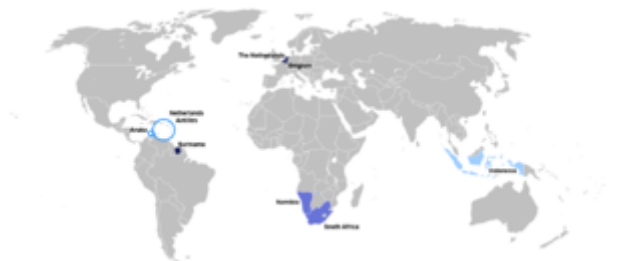 The Netherlands
Belgium
Netherlands
Antilles
Aruba
Suriname
Indonesia
Namibia
South Africa